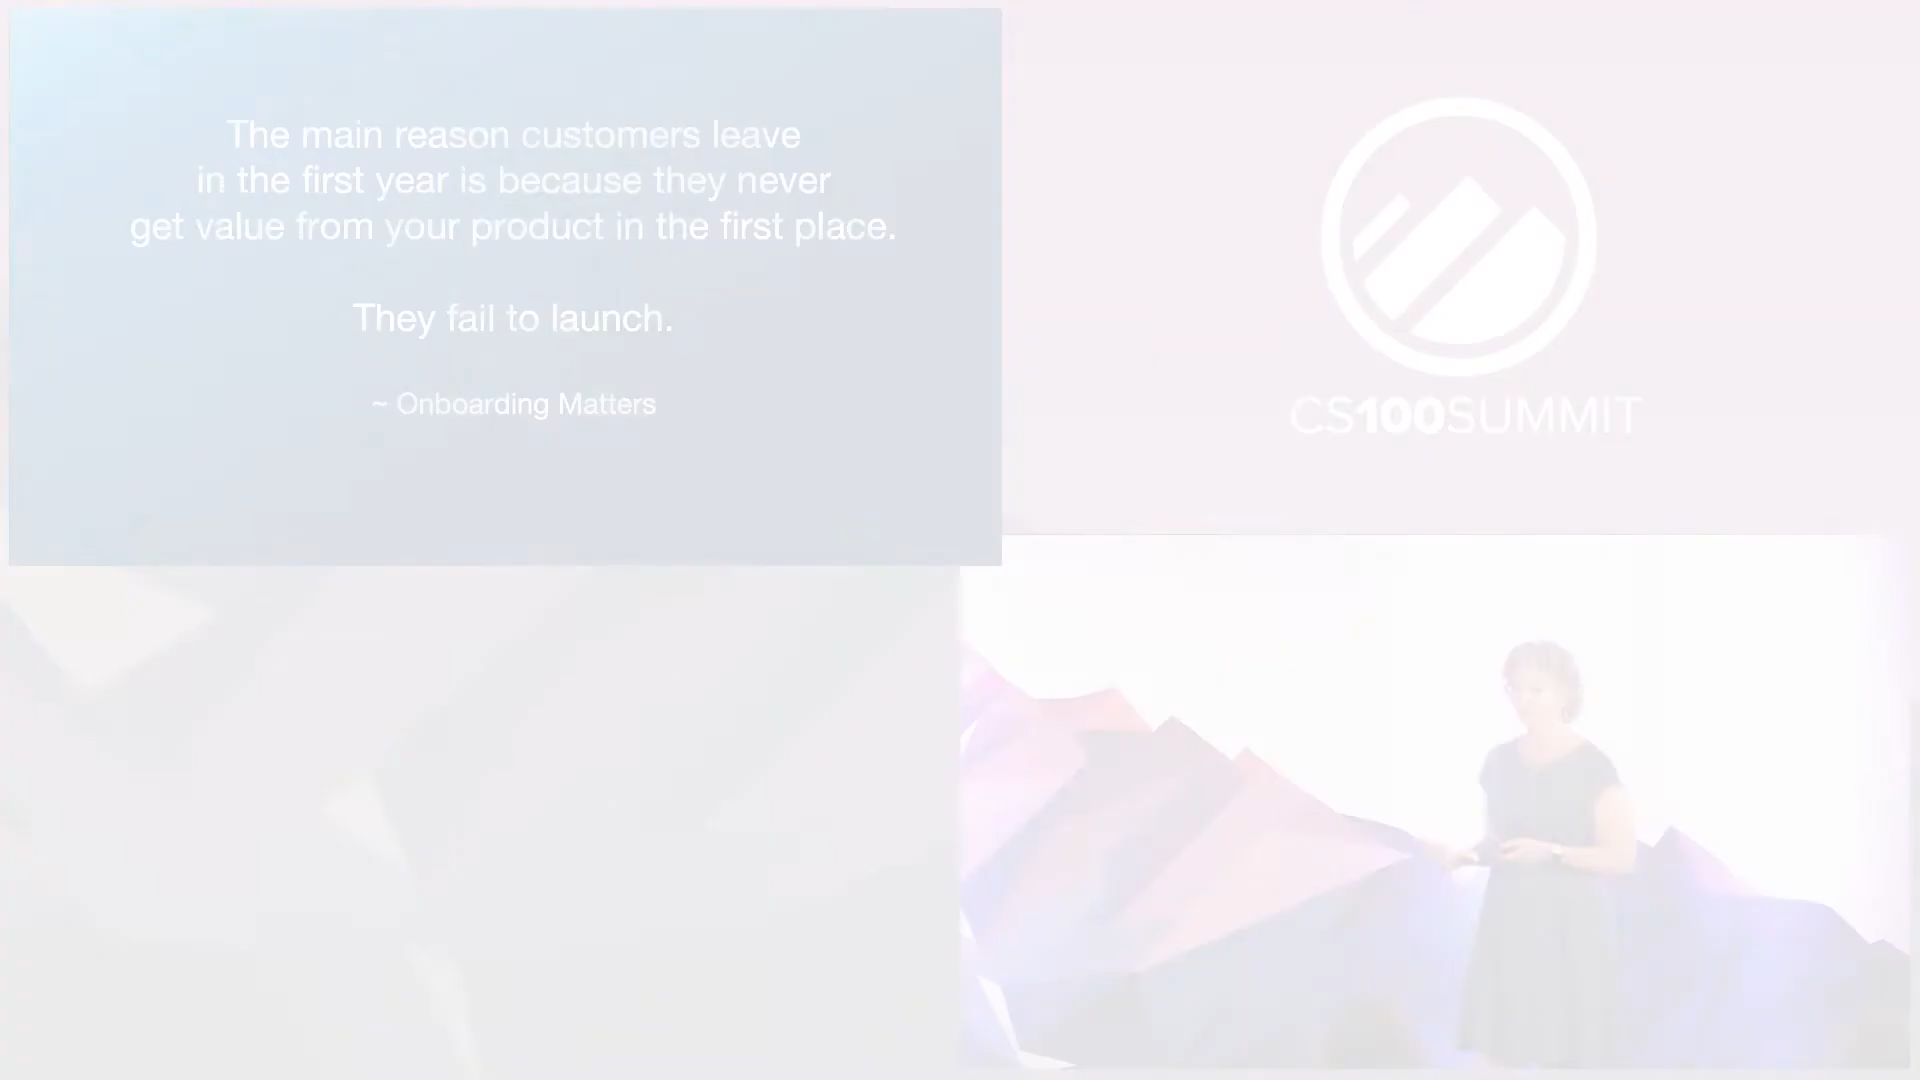 The main reason customers leave
in the first year is because they never
get value from your product in the first place.
They fail to launch.
~ Onboarding Matters
CS100SUMMIT